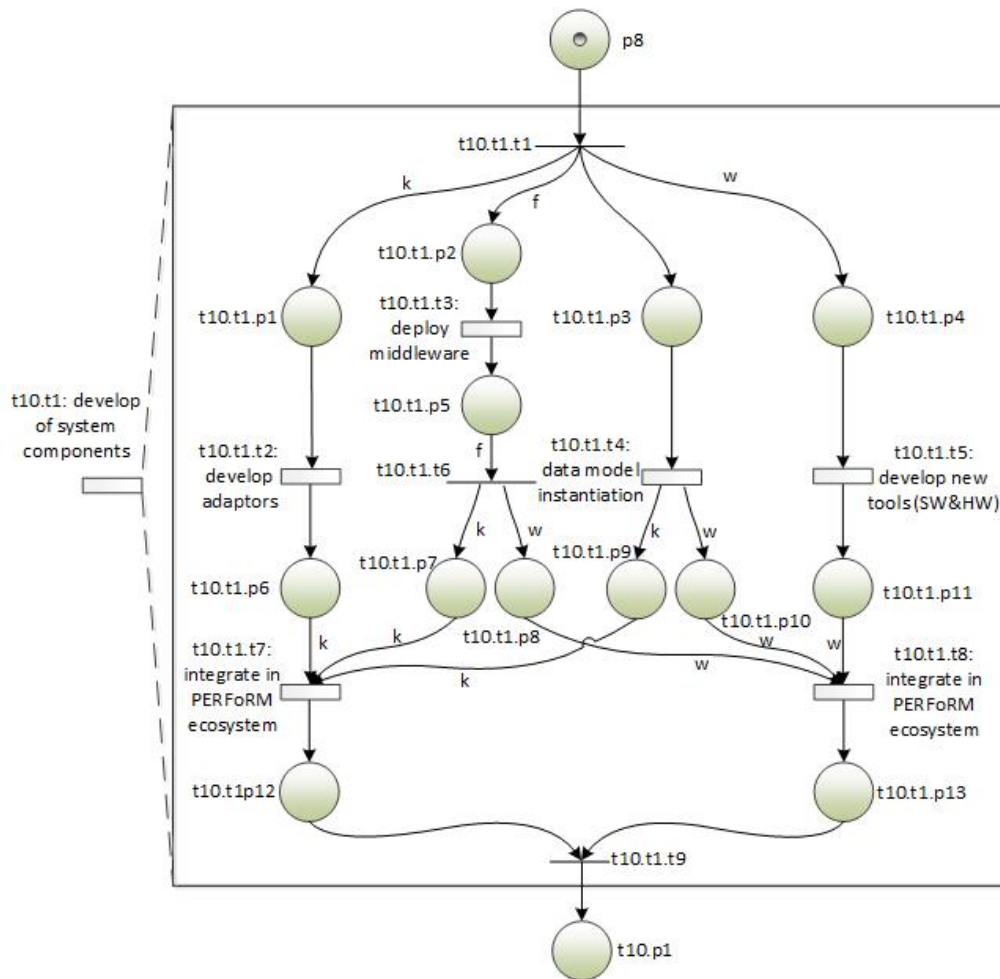 p8
t10.t1.t1
k
f
w
t10.t1.p2
t10.t1.p1
t10.t1.t3:
deploy
middleware
t10.t1.p3
t10.t1.p4
t10.t1: develop
of system
components
t10.t1.p5
t10.t1.t2:
develop
adaptors
f
t10.t1.t6
t10.t1.t4:
data model
instantiation
t10.t1.t5:
develop new
tools(SW&HW)
k
w
k
w
t10.t1.p7
t10.t1.p9
t10.t1.p6
t10.t1.p8
t10.t1.p10
t10.t1.p11
k
k
k
w
w
w
t10.t1.t7:
integrate in
PERFoRM
ecosystem
t10.t1.t8:
integrate in
PERFoRM
ecosystem
t10.t1p12
t10.t1.p13
t10.t1.t9
t10.p1